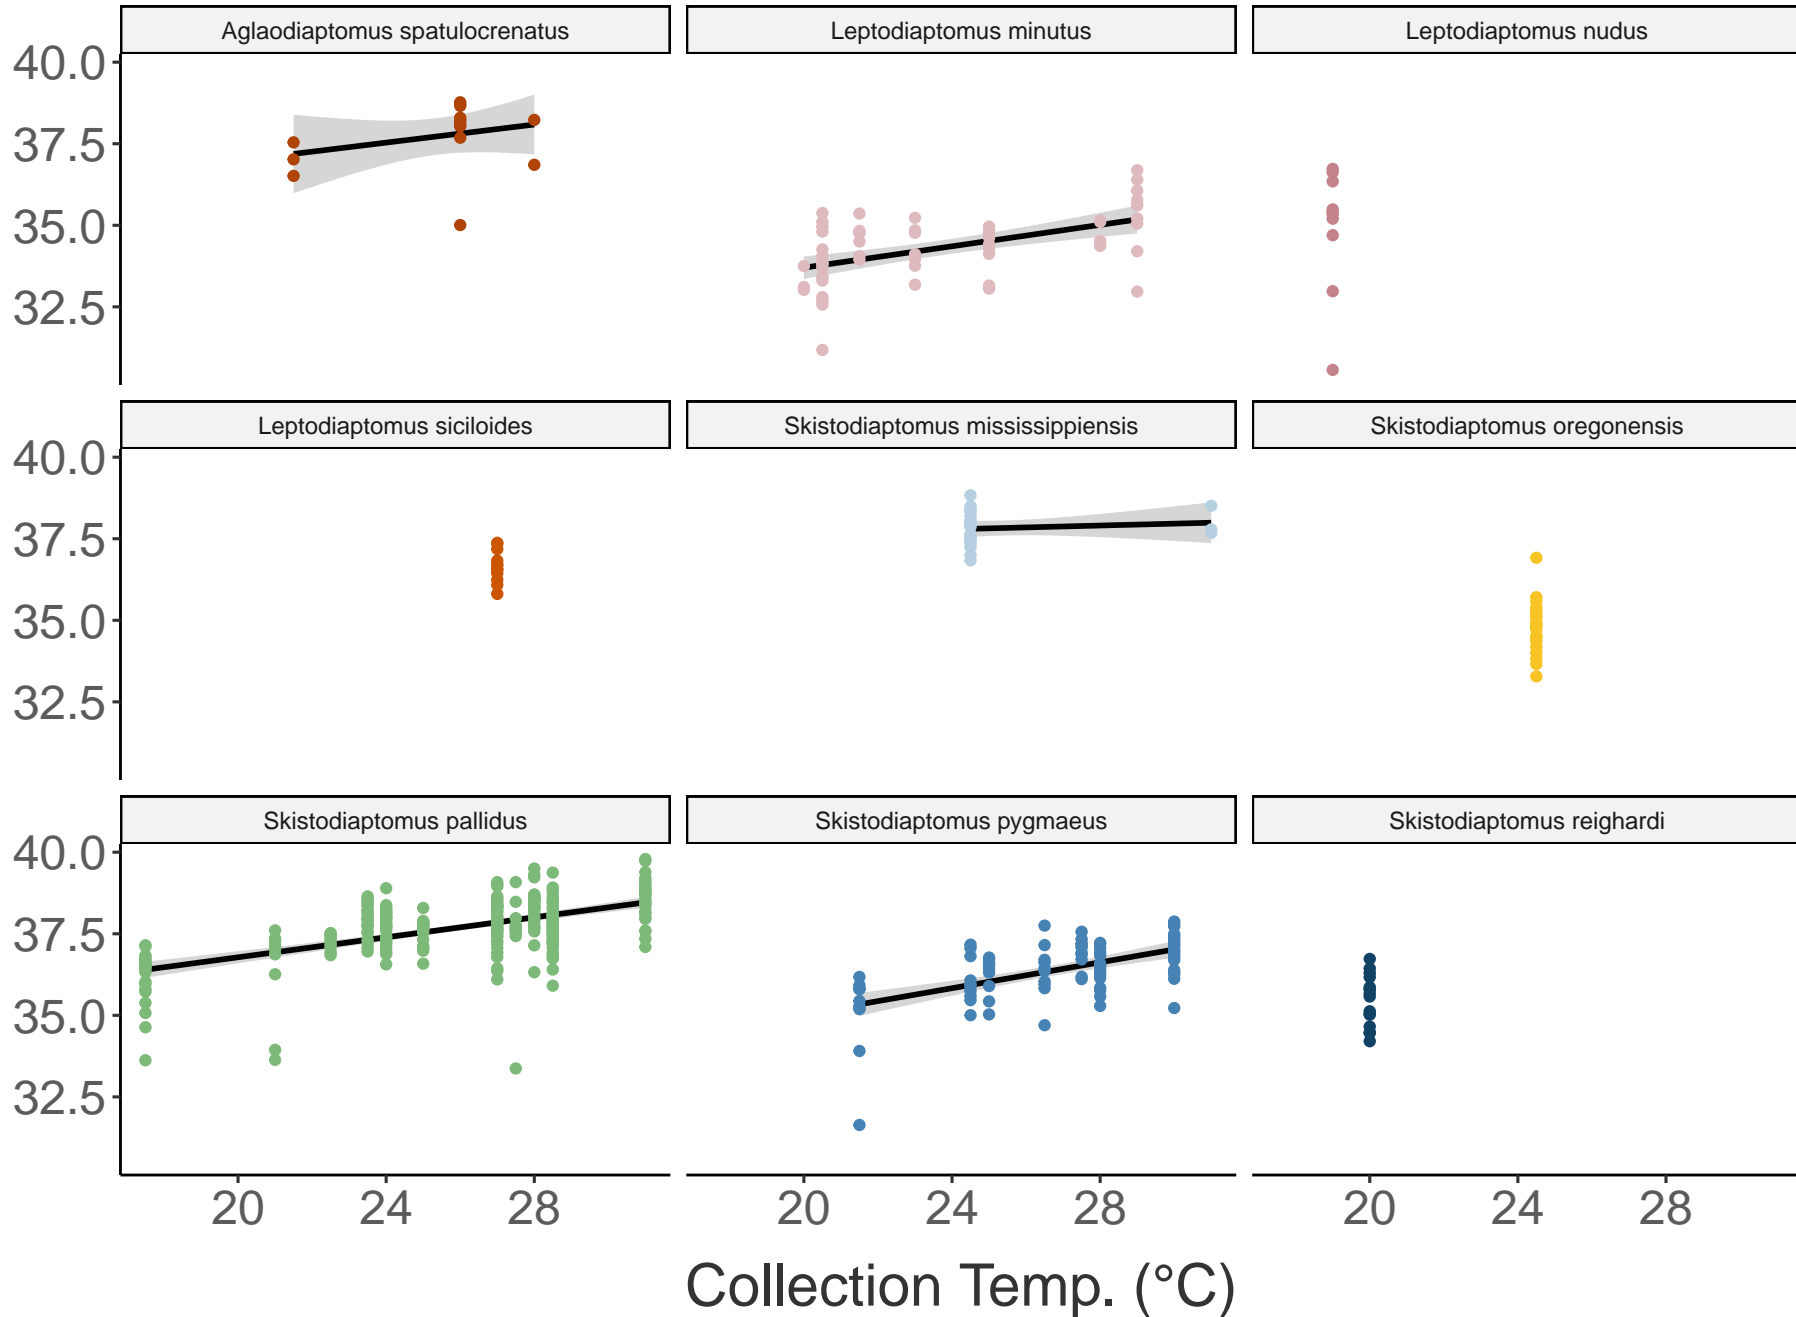 Aglaodiaptomus spatulocrenatus Leptodiaptomus minutus Leptodiaptomus nudus
40.0
37.5
35.0
32.5
Leptodiaptomus siciloides Skistodiaptomus mississippiensis Skistodiaptomus oregonensis
40.0
37.5
35.0
32.5
Skistodiaptomus pallidus Skistodiaptomus pygmaeus Skistodiaptomus reighardi
40.0
37.5
35.0
32.5
20 24 28 20 24 28 20 24 28
Collection Temp. (°C)